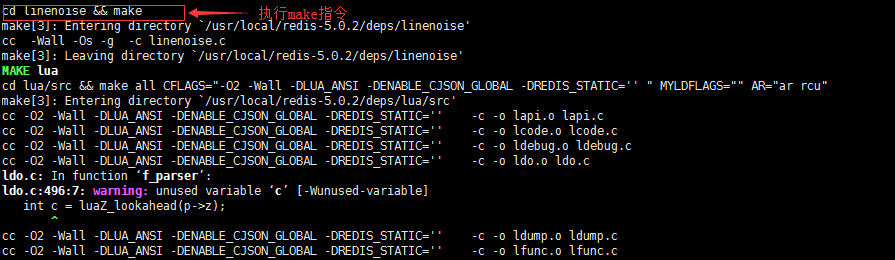 cd linenoise && make
执行make指令
make[3]: Entering directory `/usr/local/redis-5.0.2/deps/linenoise'
cc  -Wall -Os -g  -c linenoise.c
make[3]: Leaving directory `/usr/local/redis-5.0.2/deps/linenoise'
MAKE lua
cd lua/src && make all CFLAGS="-O2 -Wall -DLUA_ANSI -DENABLE_CJSON_GLOBAL -DREDIS_STATIC='' " MYLDFLAGS="" AR="ar rcu"
make[3]: Entering directory `/usr/local/redis-5.0.2/deps/lua/src'
cc -O2 -Wall -DLUA_ANSI -DENABLE_CJSON_GLOBAL -DREDIS_STATIC=''    -c -o lapi.o lapi.c
cc -O2 -Wall -DLUA_ANSI -DENABLE_CJSON_GLOBAL -DREDIS_STATIC=''    -c -o lcode.o lcode.c
cc -O2 -Wall -DLUA_ANSI -DENABLE_CJSON_GLOBAL -DREDIS_STATIC=''    -c -o ldebug.o ldebug.c
cc -O2 -Wall -DLUA_ANSI -DENABLE_CJSON_GLOBAL -DREDIS_STATIC=''    -c -o ldo.o ldo.c
ldo.c: In function ‘f_parser’:
ldo.c:496:7: warning: unused variable ‘c’ [-Wunused-variable]
   int c = luaZ_lookahead(p->z);
       ^
cc -O2 -Wall -DLUA_ANSI -DENABLE_CJSON_GLOBAL -DREDIS_STATIC=''    -c -o ldump.o ldump.c
cc -O2 -Wall -DLUA_ANSI -DENABLE_CJSON_GLOBAL -DREDIS_STATIC=''    -c -o lfunc.o lfunc.c